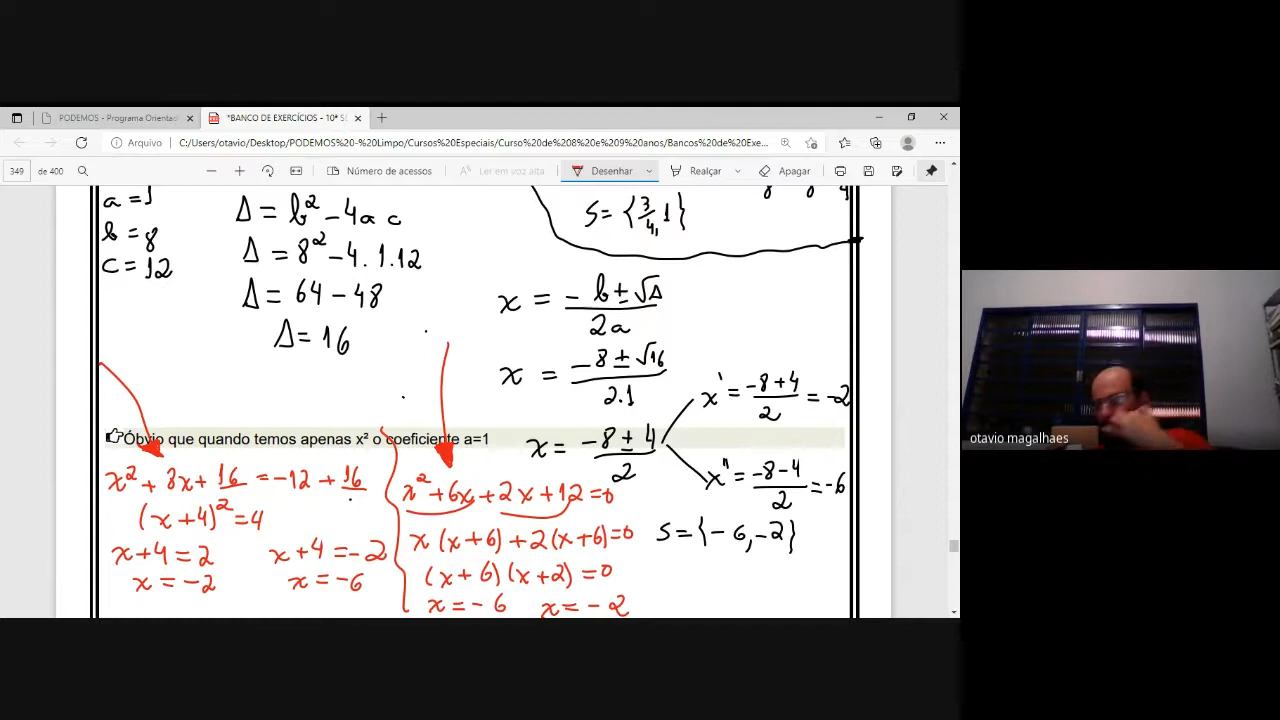 PODEMOS - Programa Orientad
*BANCO DE EXERCÍCIOS - 10ª SE
Arquivo
C:/Users/otavio/Desktop/PODEMOS%20-%20Limpo/Cursos%20Especiais/Curso%20de%208%20e%209%20anos/Bancos%20de%20Exe...
349 de 400
Número de acessos
Ler em voz alta
Desenhar
Realçar
Apagar
a = 1
b = 8
c = 12
Δ = b² - 4ac
Δ = 8² - 4.1.12
Δ = 64 - 48
Δ = 16
S = {3/4, 1}
x = -b ± √Δ / 2a
x = -8 ± √16 / 2.1
x = -8 ± 4 / 2
x' = -8+4 / 2 = -2
x'' = -8-4 / 2 = -6
S = {-6, -2}
Óbvio que quando temos apenas x² o coeficiente a=1
x² + 8x + 16 = -12 + 16
(x+4)² = 4
x+4 = 2 x+4 = -2
x = -2 x = -6
x² + 6x + 2x + 12 = 0
x(x+6) + 2(x+6) = 0
(x+6)(x+2) = 0
x = -6 x = -2
otavio magalhaes